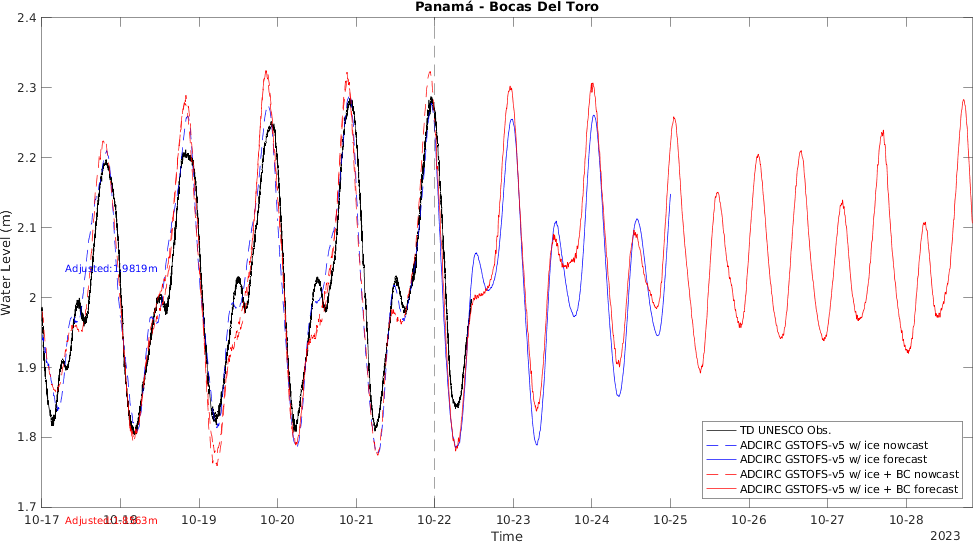 Panamá - Bocas Del Toro
2.4
2.3
2.2
2.1
2
1.9
1.8
1.7
Water Level (m)
Adjusted:1.9819m
TD UNESCO Obs.
ADCIRC GSTOFS-v5 w/ ice nowcast
ADCIRC GSTOFS-v5 w/ ice forecast
ADCIRC GSTOFS-v5 w/ ice + BC nowcast
ADCIRC GSTOFS-v5 w/ ice + BC forecast
10-17 10-18 10-19 10-20 10-21 10-22 10-23 10-24 10-25 10-26 10-27 10-28
Time
2023